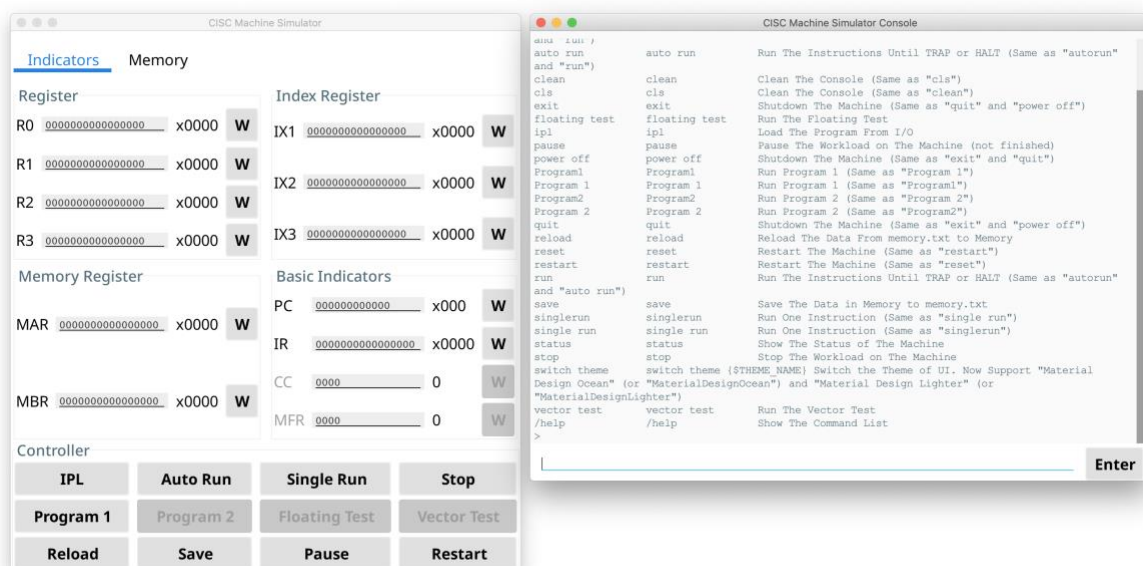 CISC Machine Simulator
Indicators Memory
Register
R0 0000000000000000 x0000 W
R1 0000000000000000 x0000 W
R2 0000000000000000 x0000 W
R3 0000000000000000 x0000 W
Index Register
IX1 0000000000000000 x0000 W
IX2 0000000000000000 x0000 W
IX3 0000000000000000 x0000 W
Memory Register
MAR 0000000000000000 x0000 W
MBR 0000000000000000 x0000 W
Basic Indicators
PC 000000000000 x000 W
IR 0000000000000000 x0000 W
CC 0000 0 W
MFR 0000 0 W
Controller
IPL Auto Run Single Run Stop
Program 1 Program 2 Floating Test Vector Test
Reload Save Pause Restart
CISC Machine Simulator Console
and "run")
auto run auto run Run The Instructions Until TRAP or HALT (Same as "autorun"
and "run")
clean clean Clean The Console (Same as "cls")
cls cls Clean The Console (Same as "clean")
exit exit Shutdown The Machine (Same as "quit" and "power off")
floating test floating test Run The Floating Test
ipl ipl Load The Program From I/O
pause pause Pause The Workload on The Machine (not finished)
power off power off Shutdown The Machine (Same as "exit" and "quit")
Program1 Program1 Run Program 1 (Same as "Program 1")
Program 1 Program 1 Run Program 1 (Same as "Program1")
Program2 Program2 Run Program 2 (Same as "Program 2")
Program 2 Program 2 Run Program 2 (Same as "Program2")
quit quit Shutdown The Machine (Same as "exit" and "power off")
reload reload Reload The Data From memory.txt to Memory
reset reset Restart The Machine (Same as "restart")
restart restart Restart The Machine (Same as "reset")
run run Run The Instructions Until TRAP or HALT (Same as "autorun"
and "auto run")
save save Save The Data in Memory to memory.txt
singlerun singlerun Run One Instruction (Same as "single run")
single run single run Run One Instruction (Same as "singlerun")
status status Show The Status of The Machine
stop stop Stop The Workload on The Machine
switch theme switch theme {$THEME_NAME} Switch the Theme of UI. Now Support "Material
Design Ocean" (or "MaterialDesignOcean") and "Material Design Lighter" (or
"MaterialDesignLighter")
vector test vector test Run The Vector Test
/help /help Show The Command List
>
Enter